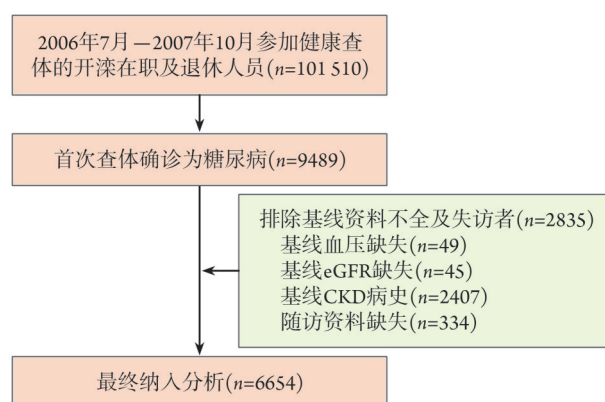 2006年7月—2007年10月参加健康查
体的开滦在职及退休人员(n=101 510)
首次查体确诊为糖尿病(n=9489)
排除基线资料不全及失访者(n=2835)
基线血压缺失(n=49)
基线eGFR缺失(n=45)
基线CKD病史(n=2407)
随访资料缺失(n=334)
最终纳入分析(n=6654)